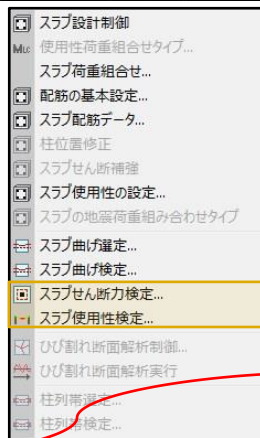 スラブ設計制御
MLC 使用性荷重組合せタイプ...
スラブ荷重組合せ...
配筋の基本設定...
スラブ配筋データ...
柱位置修正
スラブせん断補強
スラブ使用性の設定...
スラブの地震荷重組み合わせタイプ
スラブ曲げ選定...
スラブ曲げ検定...
スラブせん断力検定...
スラブ使用性検定...
ひび割れ断面解析制御...
ひび割れ断面解析実行
柱列帯選定...
柱列帯検定...